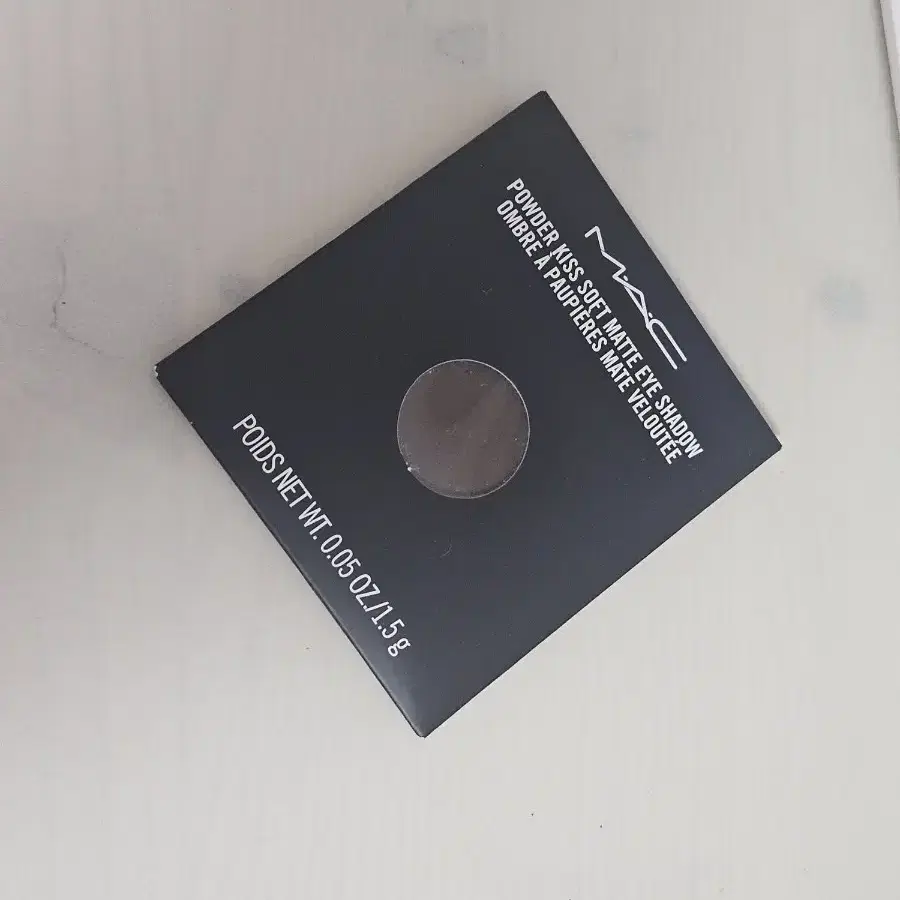 MAC
POWDER KISS SOFT MATTE EYE SHADOW
OMBRE À PAUPIÈRES MATE VELOUTÉE
POIDS NET WT. 0.05 OZ./1.5 g